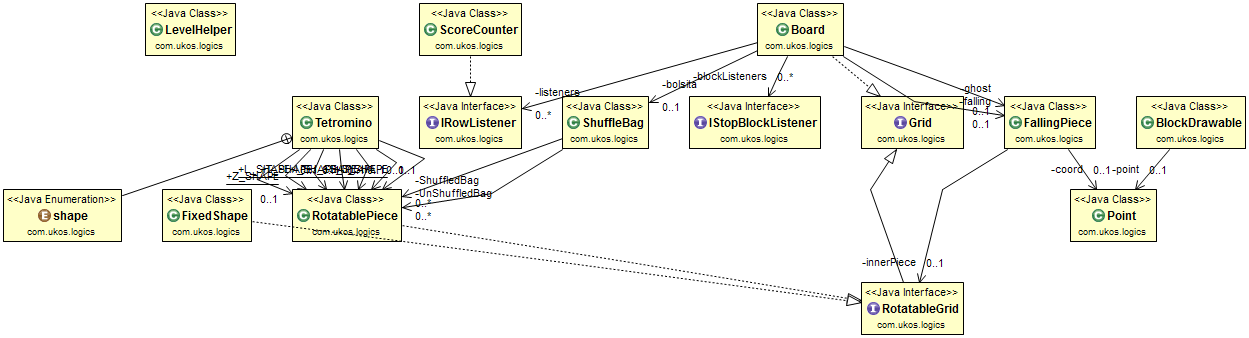 <<Java Class>>
LevelHelper
com.ukos.logics
<<Java Class>>
ScoreCounter
com.ukos.logics
<<Java Class>>
Board
com.ukos.logics
-listeners
0..*
-bolsita
0..1
-blockListeners
0..*
-ghost
0..1
-falling
0..1
<<Java Class>>
Tetromino
com.ukos.logics
<<Java Interface>>
IRowListener
com.ukos.logics
<<Java Class>>
ShuffleBag
com.ukos.logics
<<Java Interface>>
IStopBlockListener
com.ukos.logics
<<Java Interface>>
Grid
com.ukos.logics
<<Java Class>>
FallingPiece
com.ukos.logics
<<Java Class>>
BlockDrawable
com.ukos.logics
+Z_SHAPE
0..1
-ShuffledBag
0..*
-UnShuffledBag
0..*
-coord
0..1
-point
0..1
<<Java Enumeration>>
shape
com.ukos.logics
<<Java Class>>
FixedShape
com.ukos.logics
<<Java Class>>
RotatablePiece
com.ukos.logics
<<Java Class>>
Point
com.ukos.logics
-innerPiece
0..1
<<Java Interface>>
RotatableGrid
com.ukos.logics